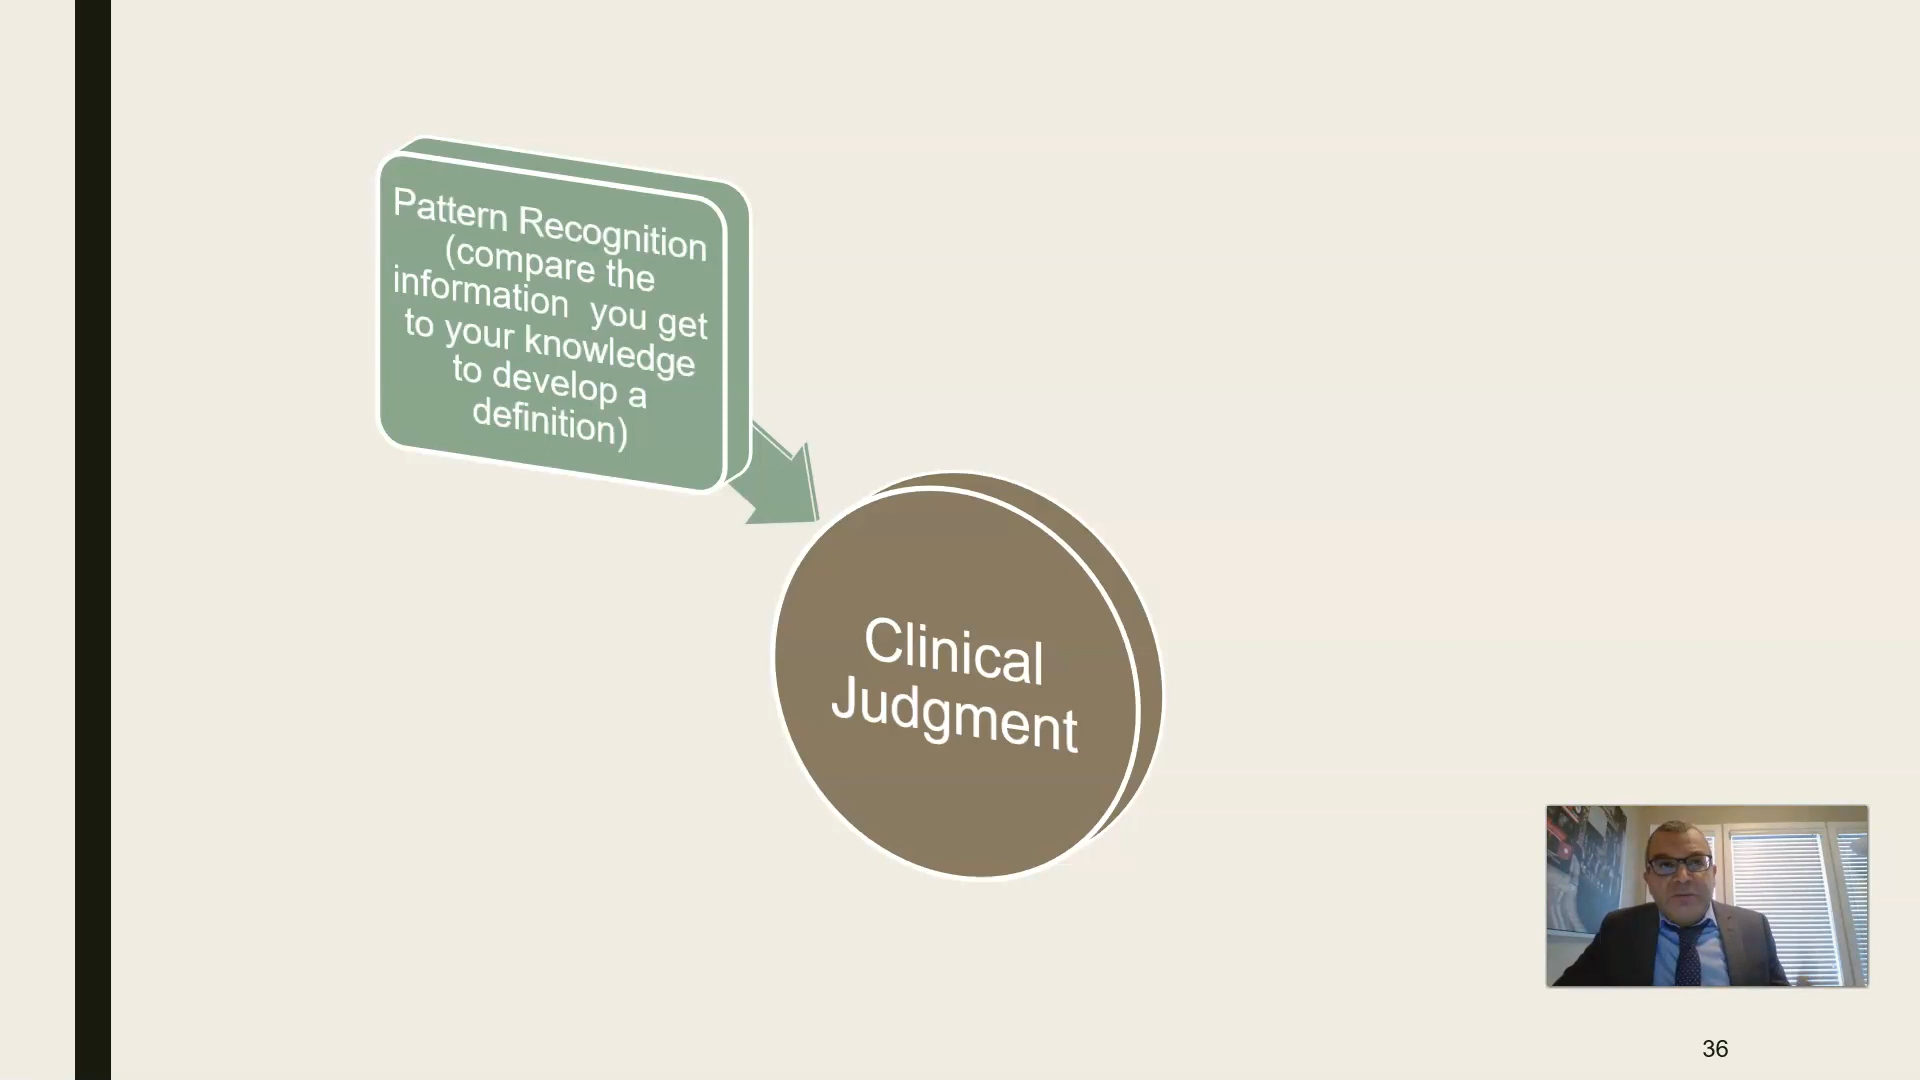 Pattern Recognition
(compare the
information you get
to your knowledge
to develop a
definition)
Clinical
Judgment
36